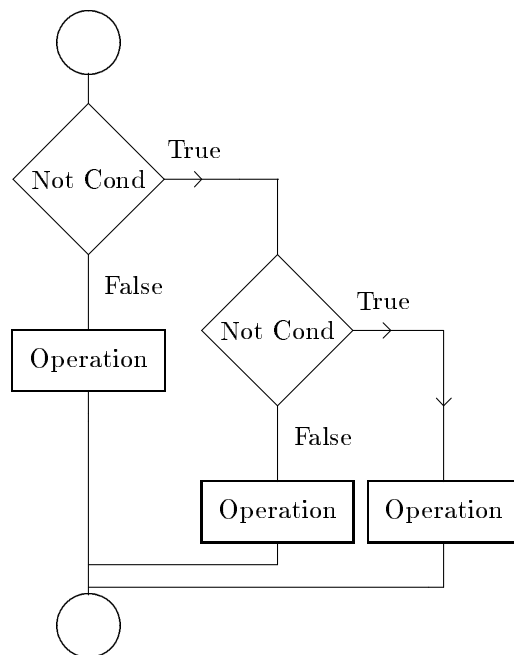 True
Not Cond
False
True
Operation
Not Cond
False
Operation
Operation